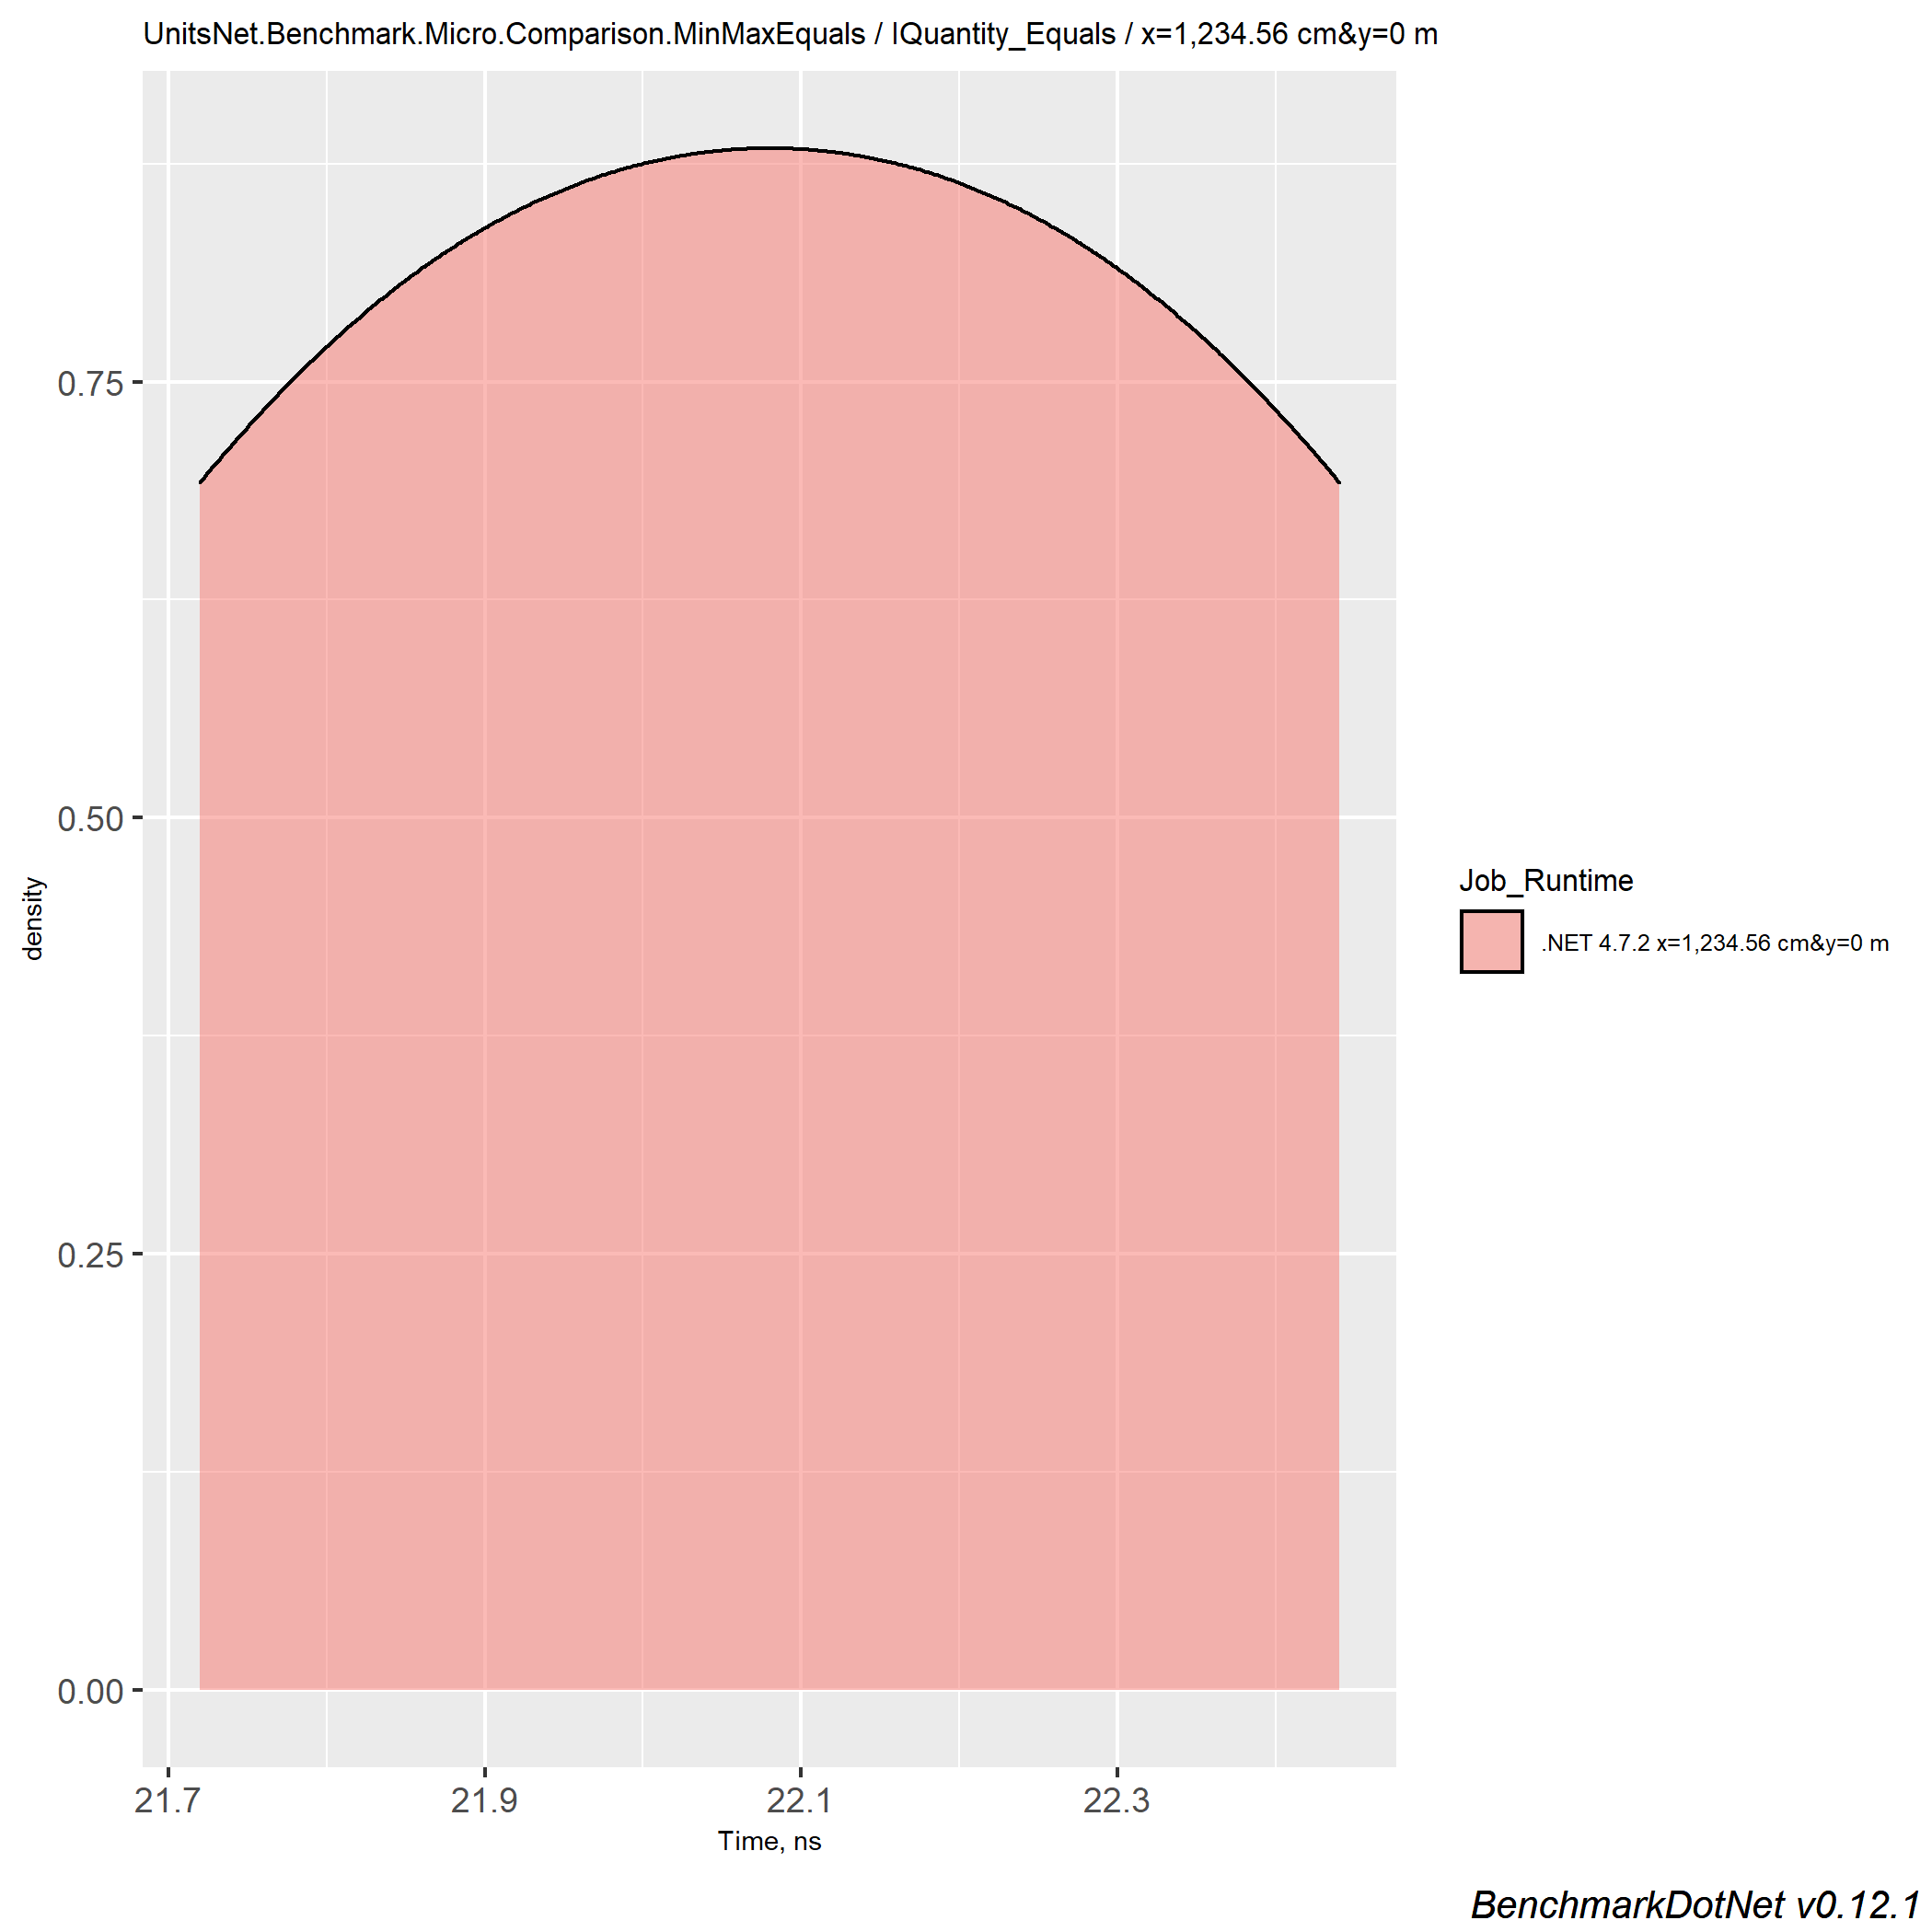 UnitsNet.Benchmark.Micro.Comparison.MinMaxEquals / IQuantity_Equals / x=1,234.56 cm&y=0 m
0.75
0.50
0.25
0.00
density
21.7 21.9 22.1 22.3
Time, ns
Job_Runtime
.NET 4.7.2 x=1,234.56 cm&y=0 m
BenchmarkDotNet v0.12.1